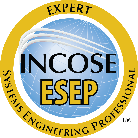 EXPERT
INCOSE
ESEP
SYSTEMS ENGINEERING PROFESSIONAL